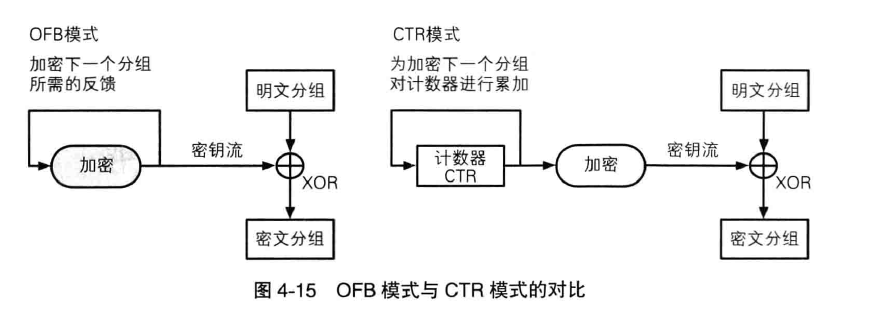 OFB模式
加密下一个分组
所需的反馈
明文分组
加密
密钥流
XOR
密文分组
CTR模式
为加密下一个分组
对计数器进行累加
明文分组
计数器
CTR
加密
密钥流
XOR
密文分组
图 4-15 OFB 模式与 CTR 模式的对比